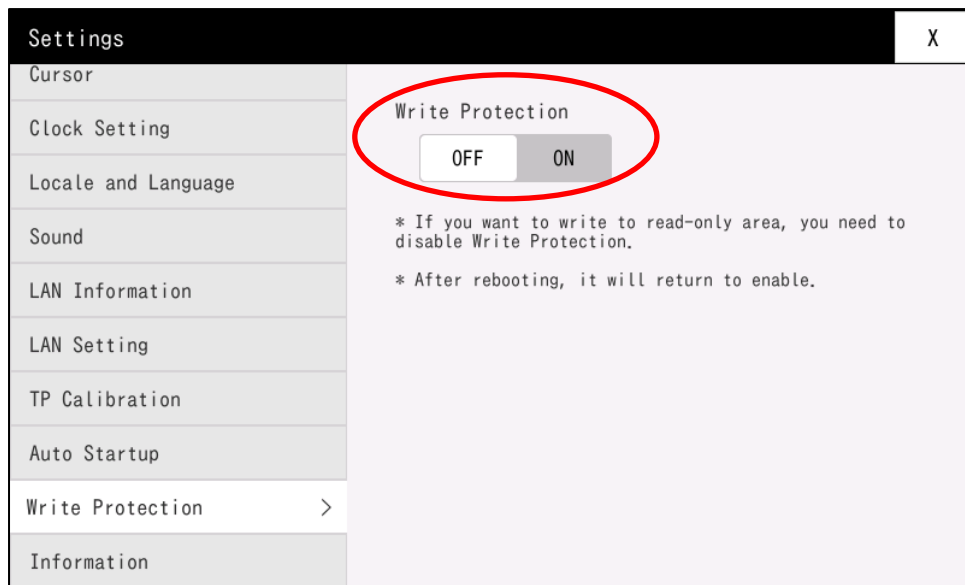 Settings
X
Cursor
Clock Setting
Locale and Language
Sound
LAN Information
LAN Setting
TP Calibration
Auto Startup
Write Protection >
Information
Write Protection
OFF ON
* If you want to write to read-only area, you need to
disable Write Protection.
* After rebooting, it will return to enable.